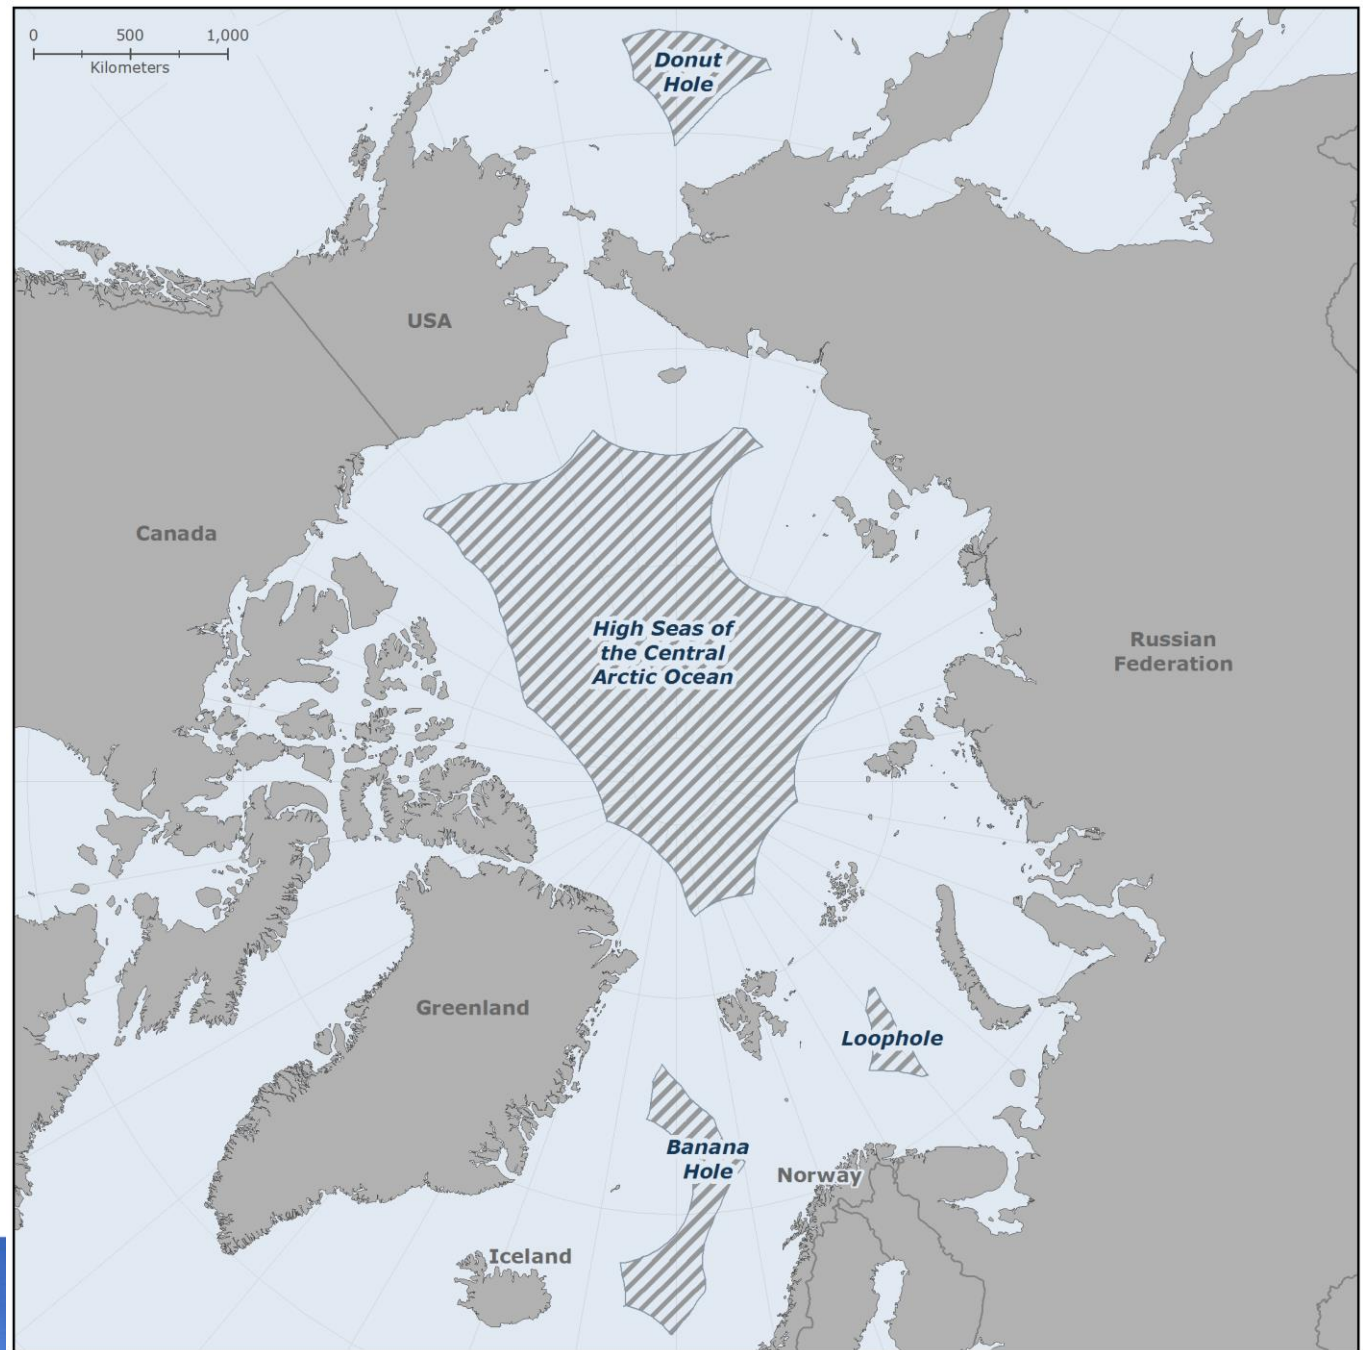 0 500 1,000
Kilometers
Donut
Hole
USA
Canada
High Seas of
the Central
Arctic Ocean
Russian
Federation
Greenland
Loophole
Banana
Hole
Norway
Iceland